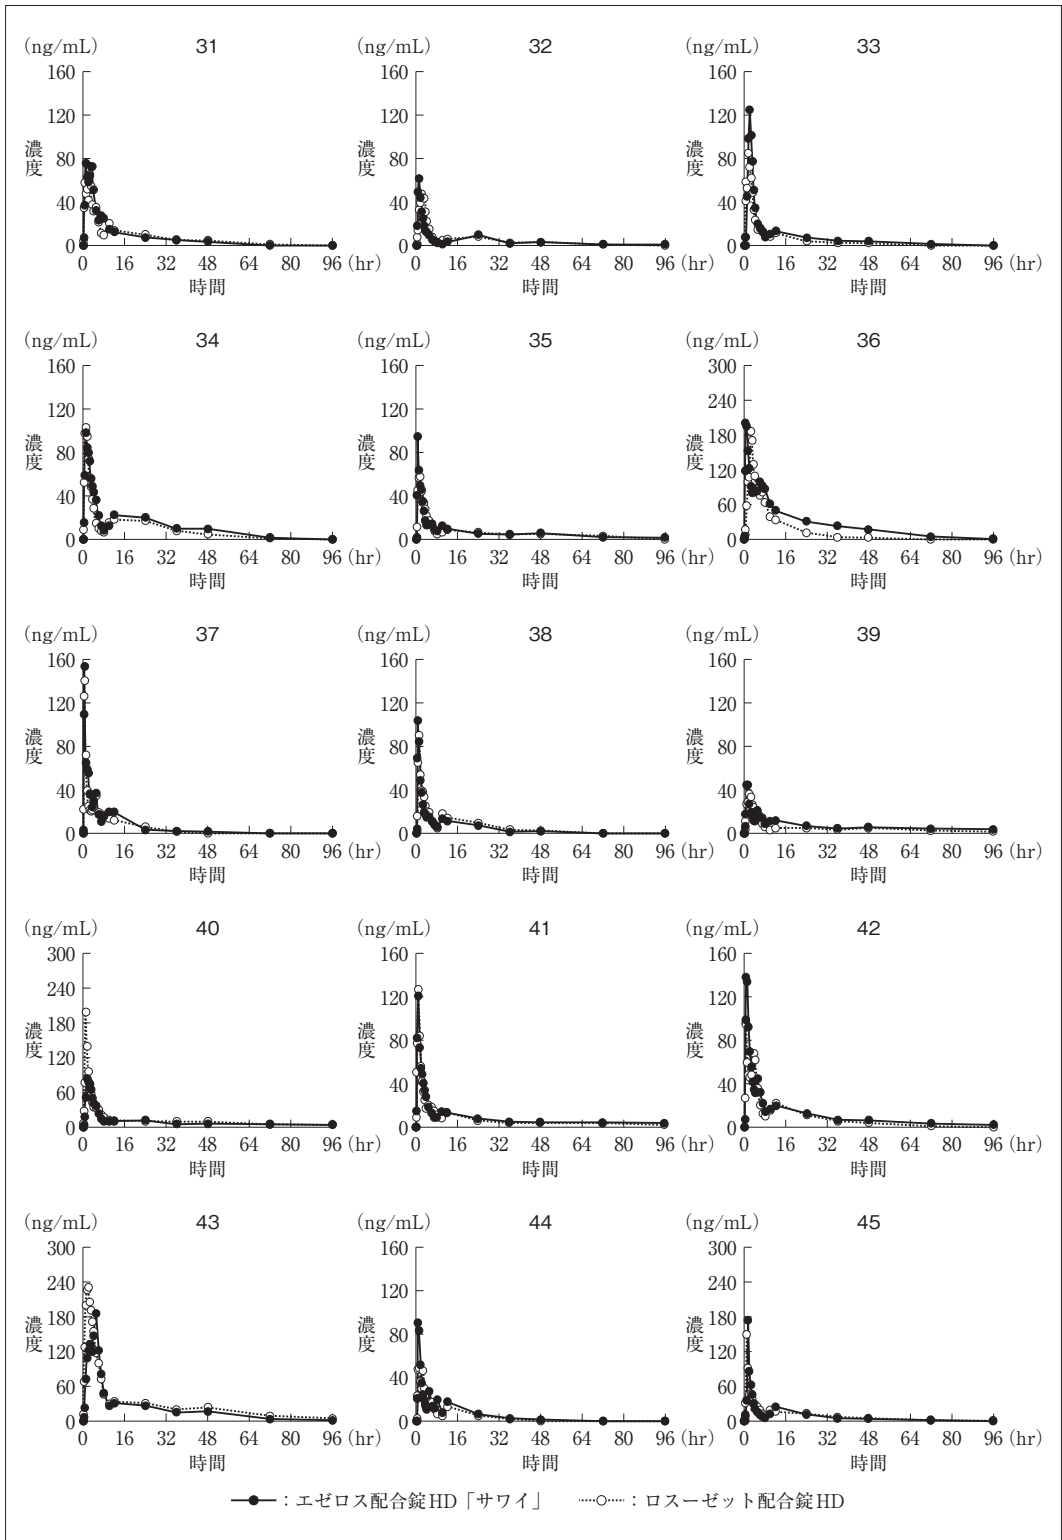 (ng/mL) 31
160
120
80
40
0
濃度
0 16 32 48 64 80 96 (hr)
時間
(ng/mL) 32
160
120
80
40
0
濃度
0 16 32 48 64 80 96 (hr)
時間
(ng/mL) 33
160
120
80
40
0
濃度
0 16 32 48 64 80 96 (hr)
時間
(ng/mL) 34
160
120
80
40
0
濃度
0 16 32 48 64 80 96 (hr)
時間
(ng/mL) 35
160
120
80
40
0
濃度
0 16 32 48 64 80 96 (hr)
時間
(ng/mL) 36
300
240
180
120
60
0
濃度
0 16 32 48 64 80 96 (hr)
時間
(ng/mL) 37
160
120
80
40
0
濃度
0 16 32 48 64 80 96 (hr)
時間
(ng/mL) 38
160
120
80
40
0
濃度
0 16 32 48 64 80 96 (hr)
時間
(ng/mL) 39
160
120
80
40
0
濃度
0 16 32 48 64 80 96 (hr)
時間
(ng/mL) 40
300
240
180
120
60
0
濃度
0 16 32 48 64 80 96 (hr)
時間
(ng/mL) 41
160
120
80
40
0
濃度
0 16 32 48 64 80 96 (hr)
時間
(ng/mL) 42
160
120
80
40
0
濃度
0 16 32 48 64 80 96 (hr)
時間
(ng/mL) 43
300
240
180
120
60
0
濃度
0 16 32 48 64 80 96 (hr)
時間
(ng/mL) 44
160
120
80
40
0
濃度
0 16 32 48 64 80 96 (hr)
時間
(ng/mL) 45
300
240
180
120
60
0
濃度
0 16 32 48 64 80 96 (hr)
時間
：エゼロス配合錠HD「サワイ」 ：ロスーゼット配合錠HD